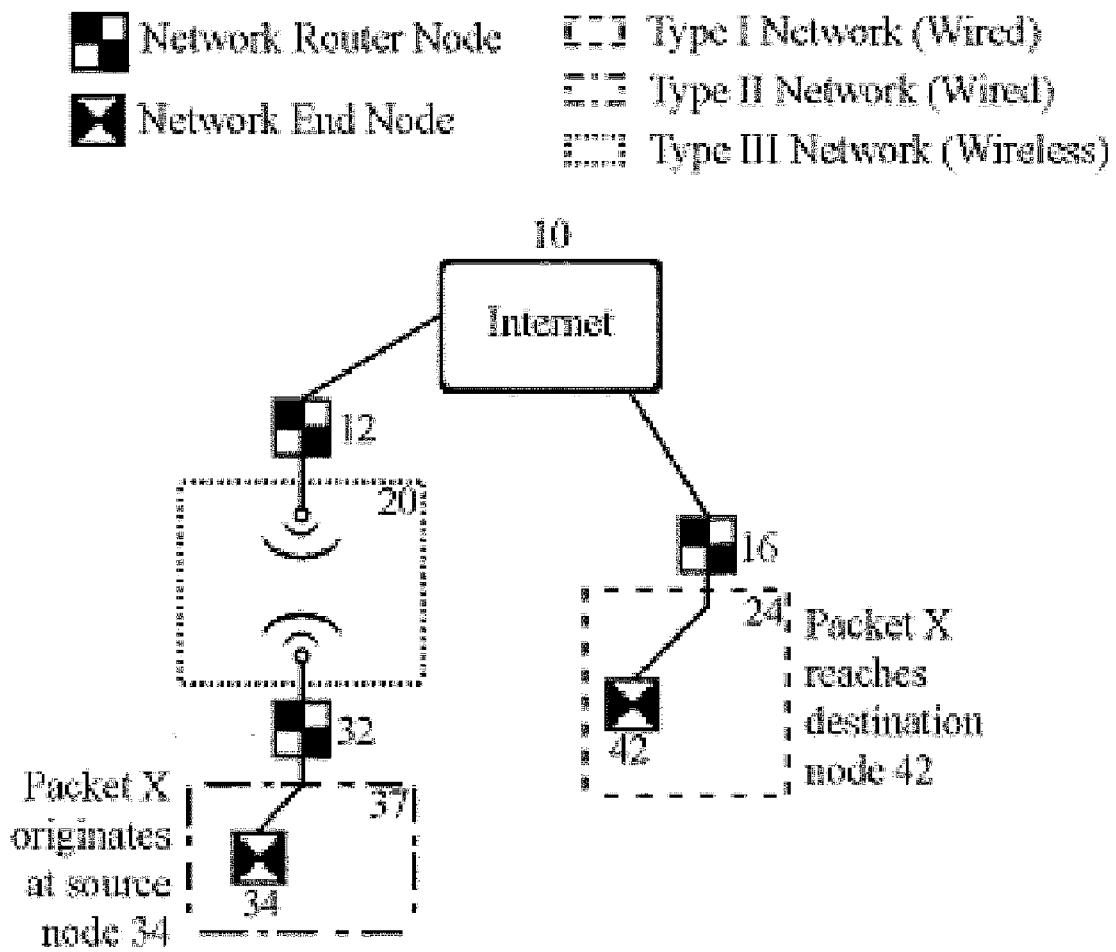 Network Router Node
Network End Node
Type I Network (Wired)
Type II Network (Wired)
Type III Network (Wireless)
10
Internet
12
20
16
24
32
42
Packet X
reaches
destination
node 42
37
34
Packet X
originates
at source
node 34